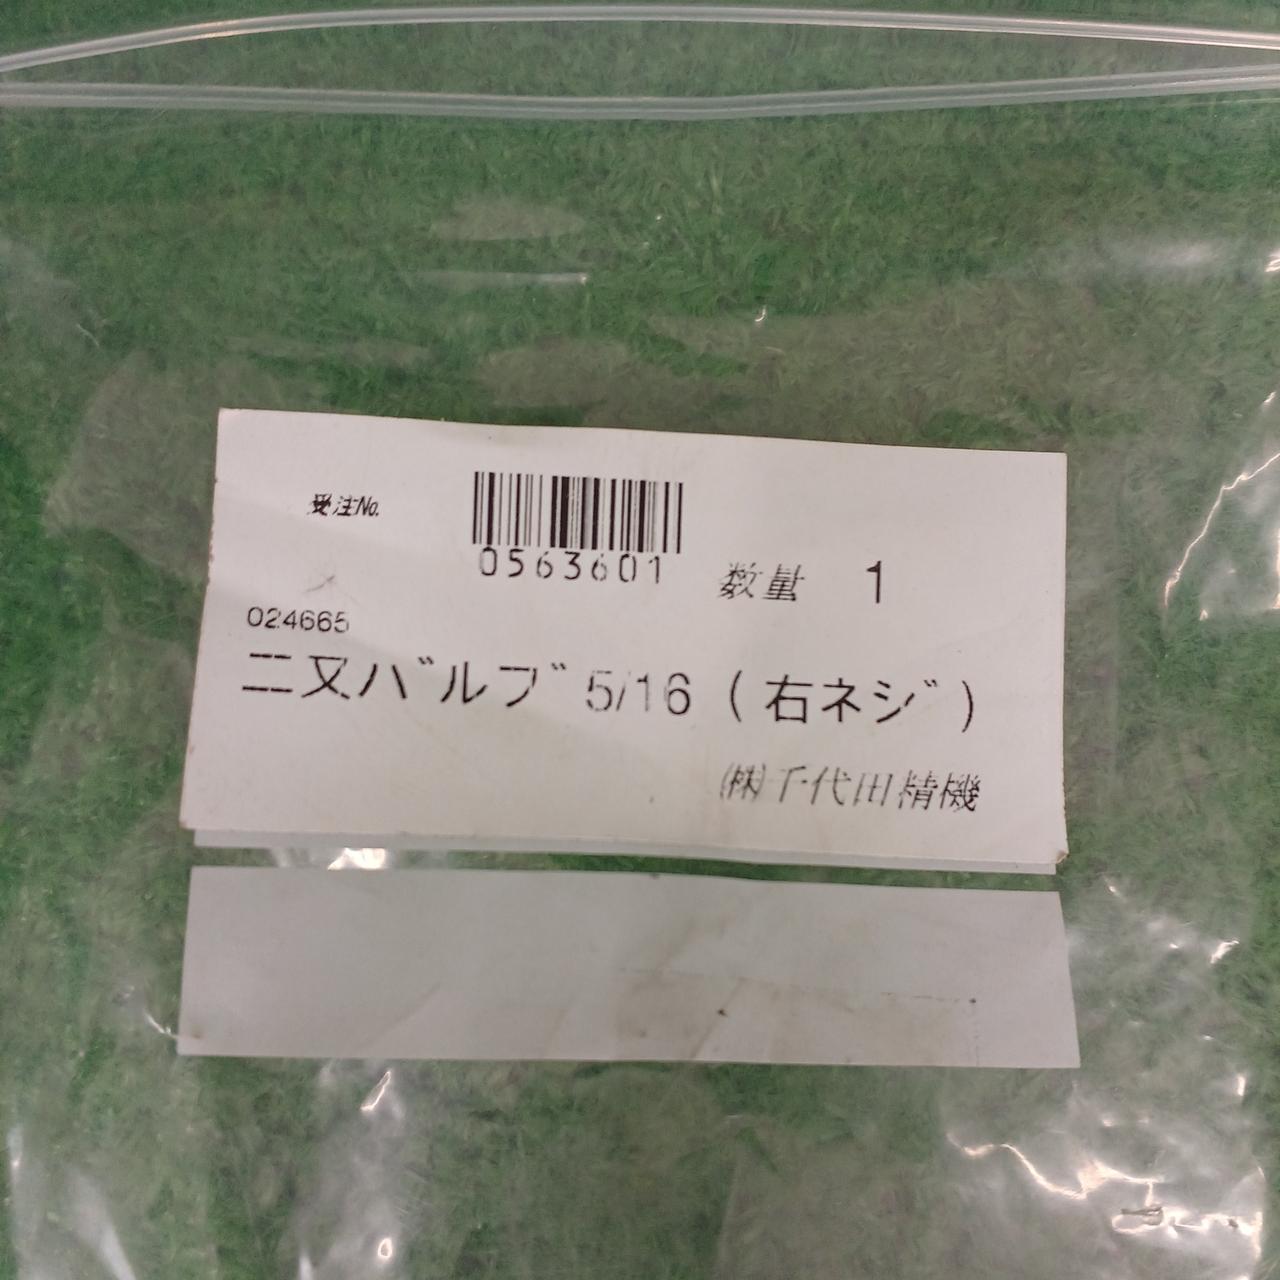 受注No.
0563601
数量 1
024665
二又バルブ 5/16 (右ネジ)
(株)千代田精機